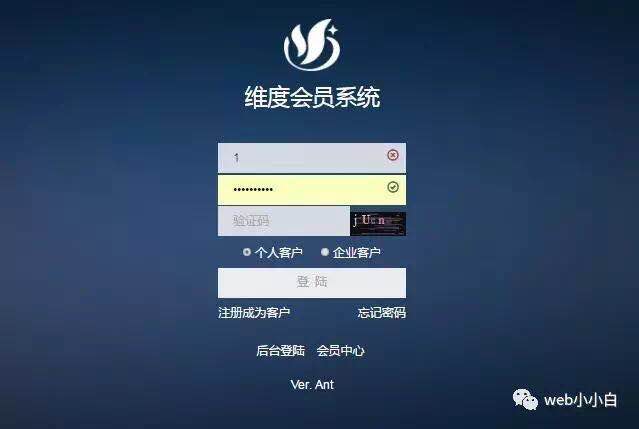 维度会员系统
1
••••••••••
验证码 jUcn
个人客户 企业客户
登 陆
注册成为客户 忘记密码
后台登陆 会员中心
Ver. Ant
web小小白